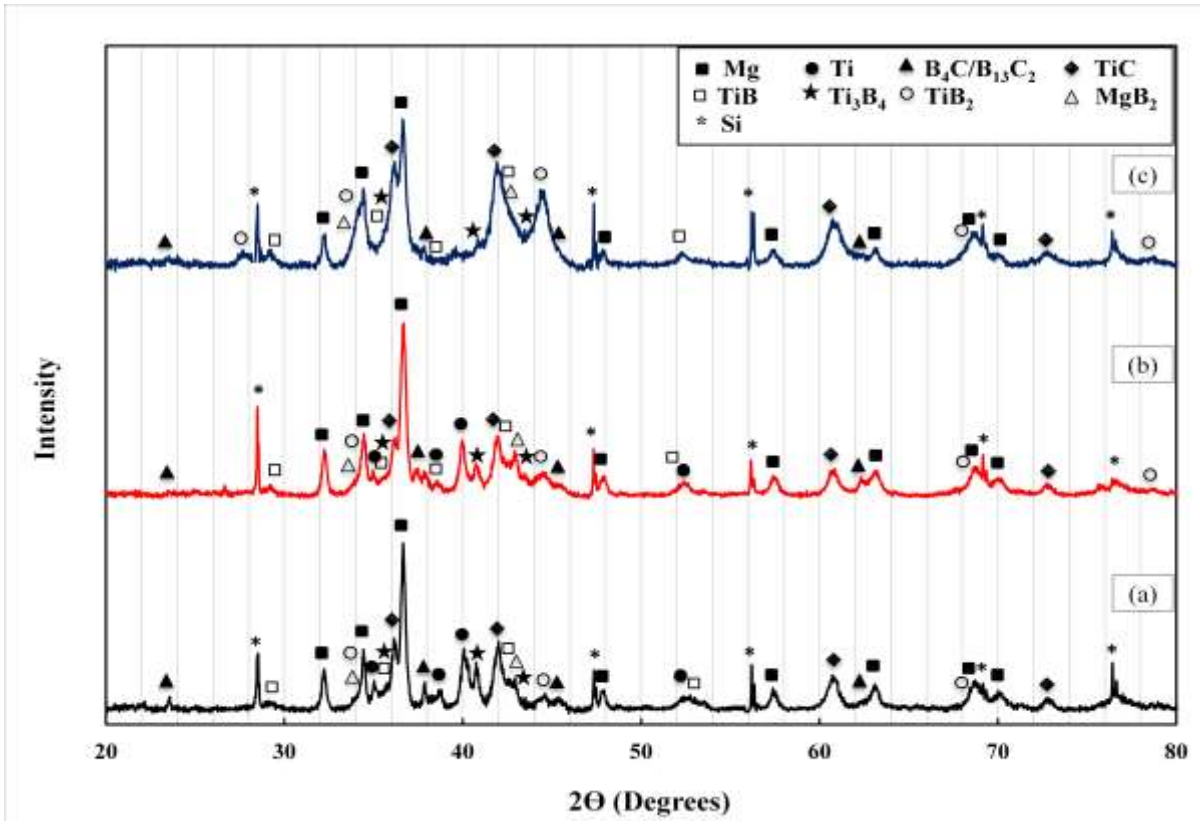 Mg Ti B₄C/B₁₃C₂ TiC
TiB Ti₃B₄ TiB₂ MgB₂
* Si
(c)
(b)
(a)
Intensity
20 30 40 50 60 70 80
2Θ (Degrees)